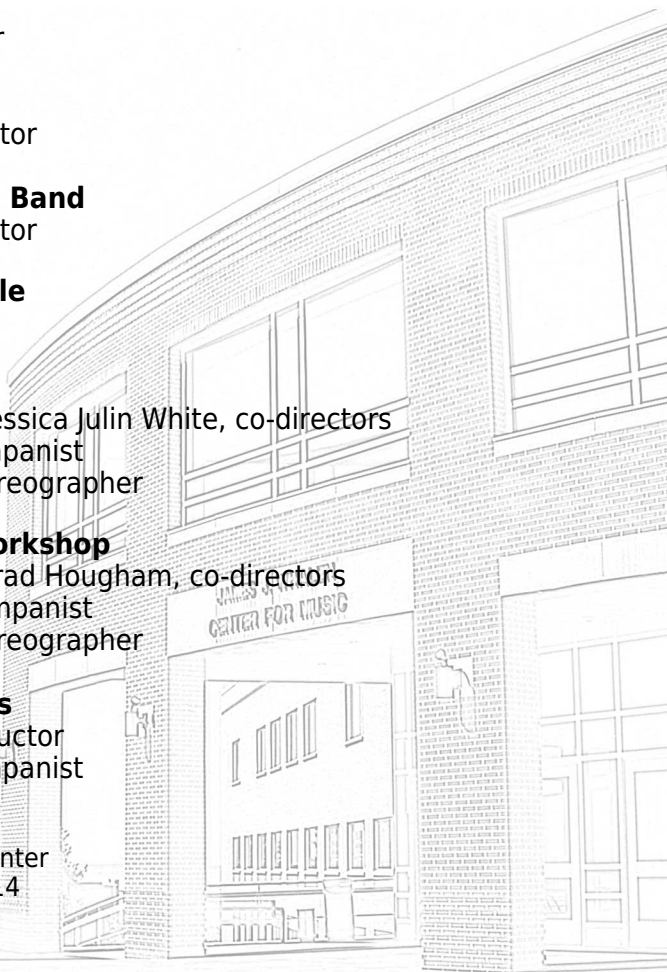 r
tor
Band
tor
le
essica Julin White, co-directors
panist
reographer
orkshop
rad Hougham, co-directors
mpanist
reographer
s
uctor
panist
nter
14
CENTER FOR MUSIC